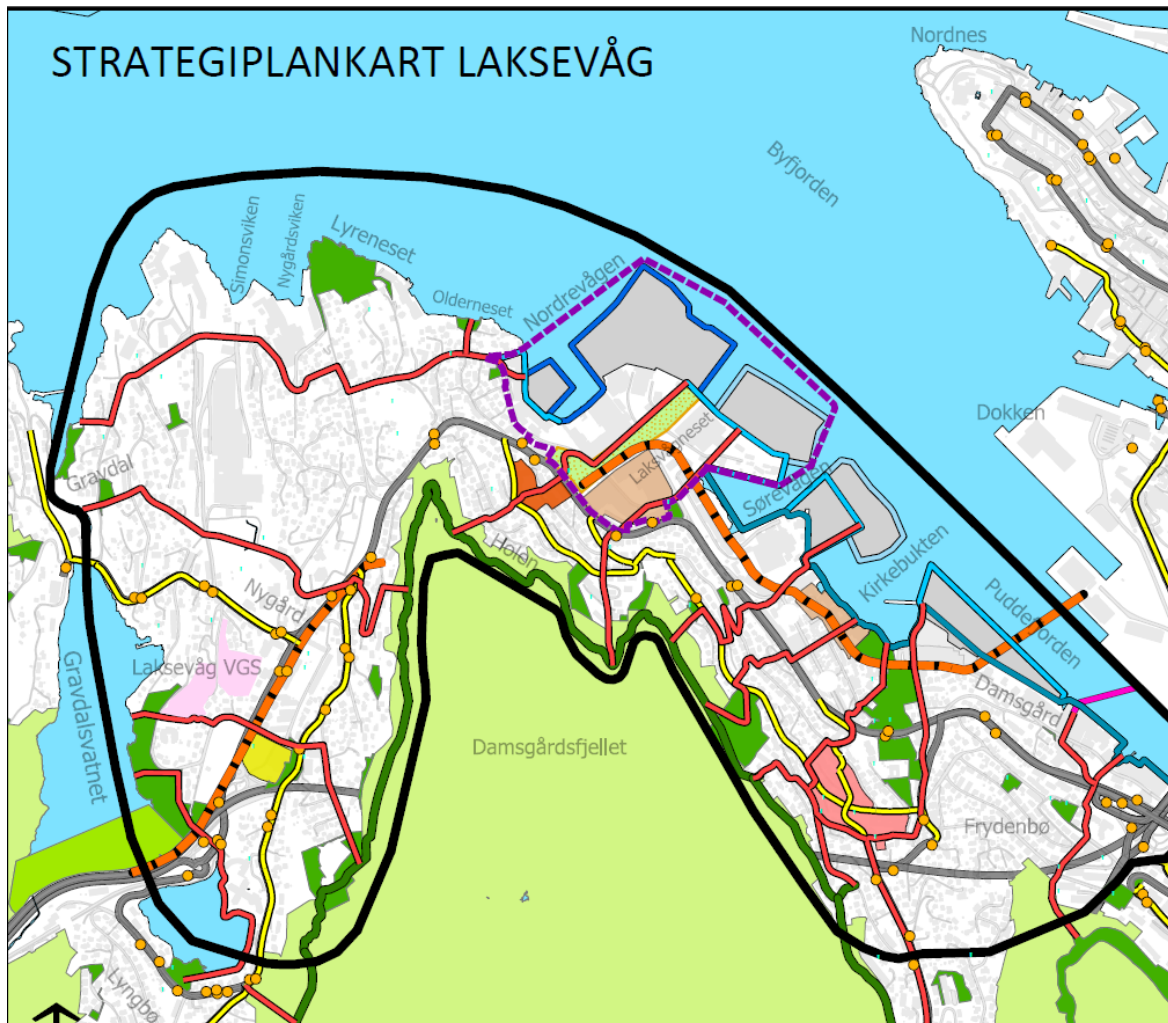 STRATEGIPLANKART LAKSEVÅG
Nordnes
Byfjorden
Simonsviken
Nygårdsviken
Lyreneset
Olderneset
Nordrevågen
Dokken
Laksevågneset
Gravdal
Sørevågen
Holen
Kirkebukten
Nygård
Puddefjorden
Laksevåg VGS
Damsgård
Gravdalsvatnet
Damsgårdsfjellet
Frydenbø
Lyngbø